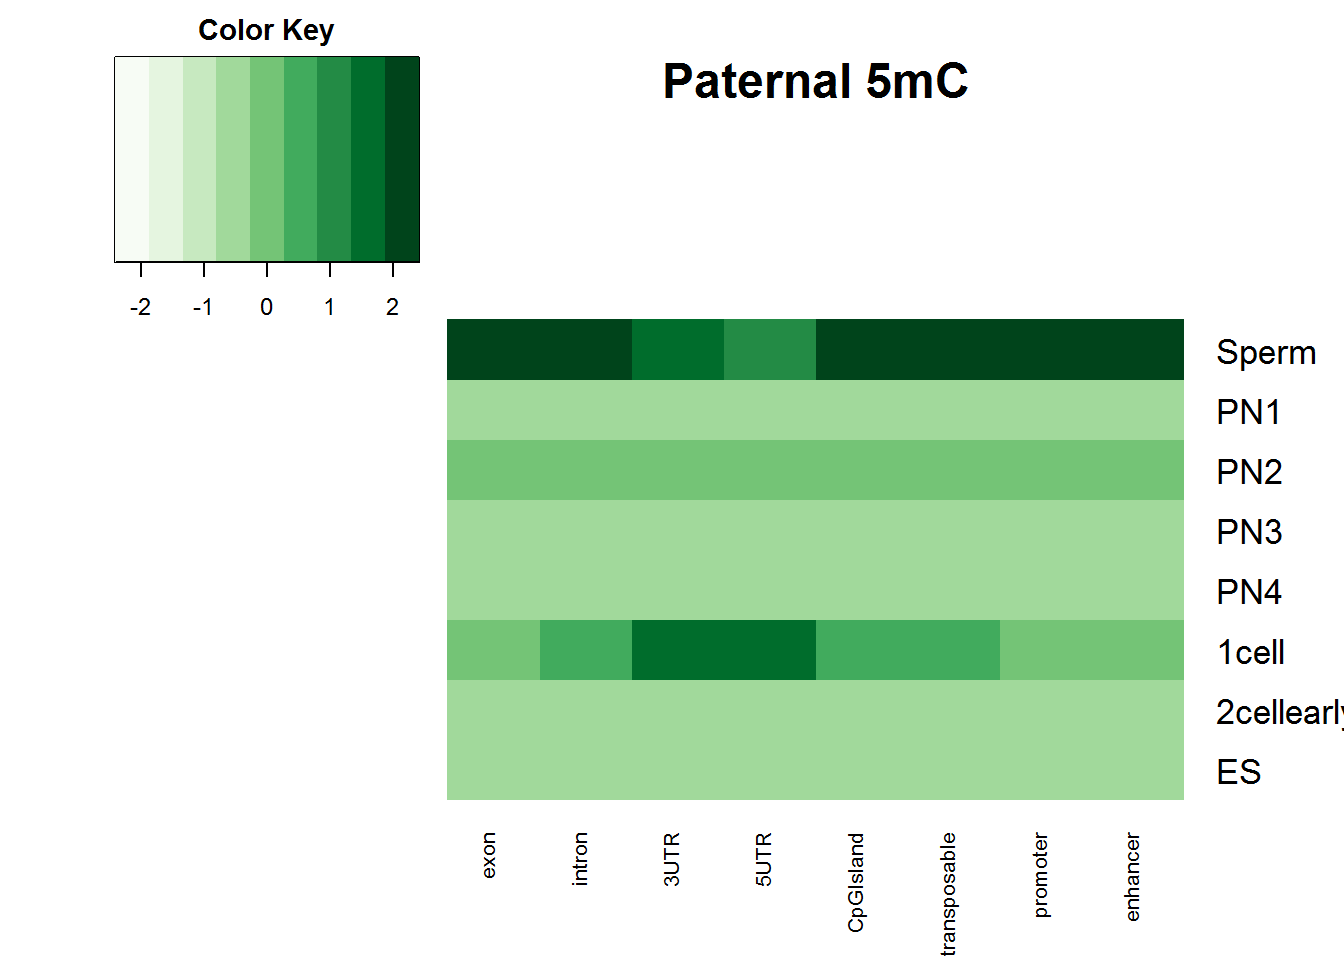 Color Key
Paternal 5mC
-2 -1 0 1 2
Sperm
PN1
PN2
PN3
PN4
1cell
2cellearly
ES
exon intron 3UTR 5UTR CpGIsland transposable promoter enhancer